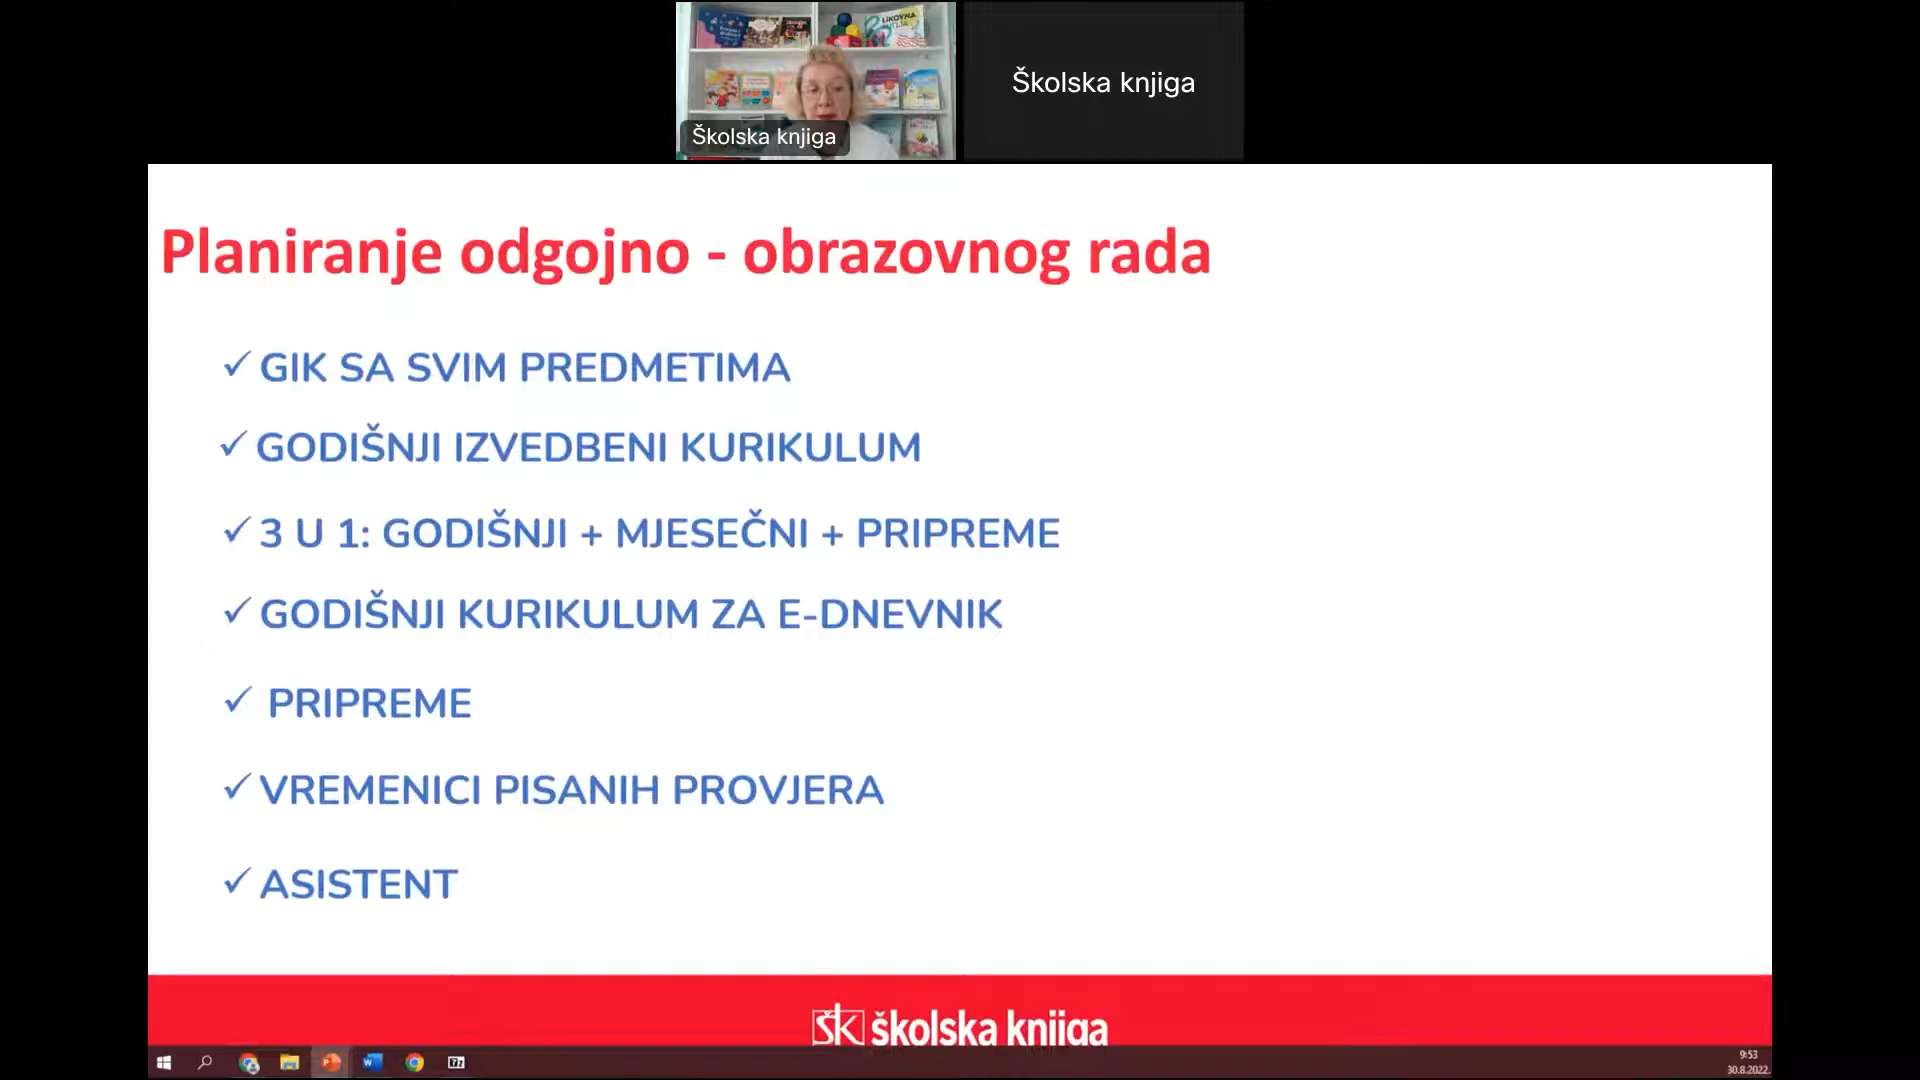 LIKOVNA
Školska knjiga
Školska knjiga
Planiranje odgojno - obrazovnog rada
✓ GIK SA SVIM PREDMETIMA
✓ GODIŠNJI IZVEDBENI KURIKULUM
✓ 3 U 1: GODIŠNJI + MJESEČNI + PRIPREME
✓ GODIŠNJI KURIKULUM ZA E-DNEVNIK
✓ PRIPREME
✓ VREMENICI PISANIH PROVJERA
✓ ASISTENT
ŠK školska knjiga
9:53
30.8.2022.